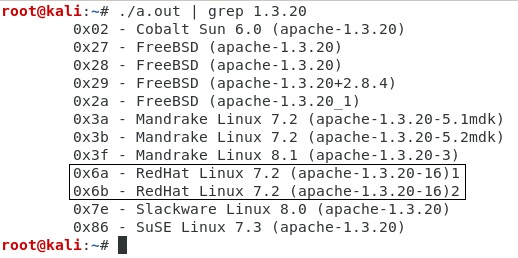 root@kali:~# ./a.out | grep 1.3.20
0x02 - Cobalt Sun 6.0 (apache-1.3.20)
0x27 - FreeBSD (apache-1.3.20)
0x28 - FreeBSD (apache-1.3.20)
0x29 - FreeBSD (apache-1.3.20+2.8.4)
0x2a - FreeBSD (apache-1.3.20_1)
0x3a - Mandrake Linux 7.2 (apache-1.3.20-5.1mdk)
0x3b - Mandrake Linux 7.2 (apache-1.3.20-5.2mdk)
0x3f - Mandrake Linux 8.1 (apache-1.3.20-3)
0x6a - RedHat Linux 7.2 (apache-1.3.20-16)1
0x6b - RedHat Linux 7.2 (apache-1.3.20-16)2
0x7e - Slackware Linux 8.0 (apache-1.3.20)
0x86 - SuSE Linux 7.3 (apache-1.3.20)
root@kali:~#